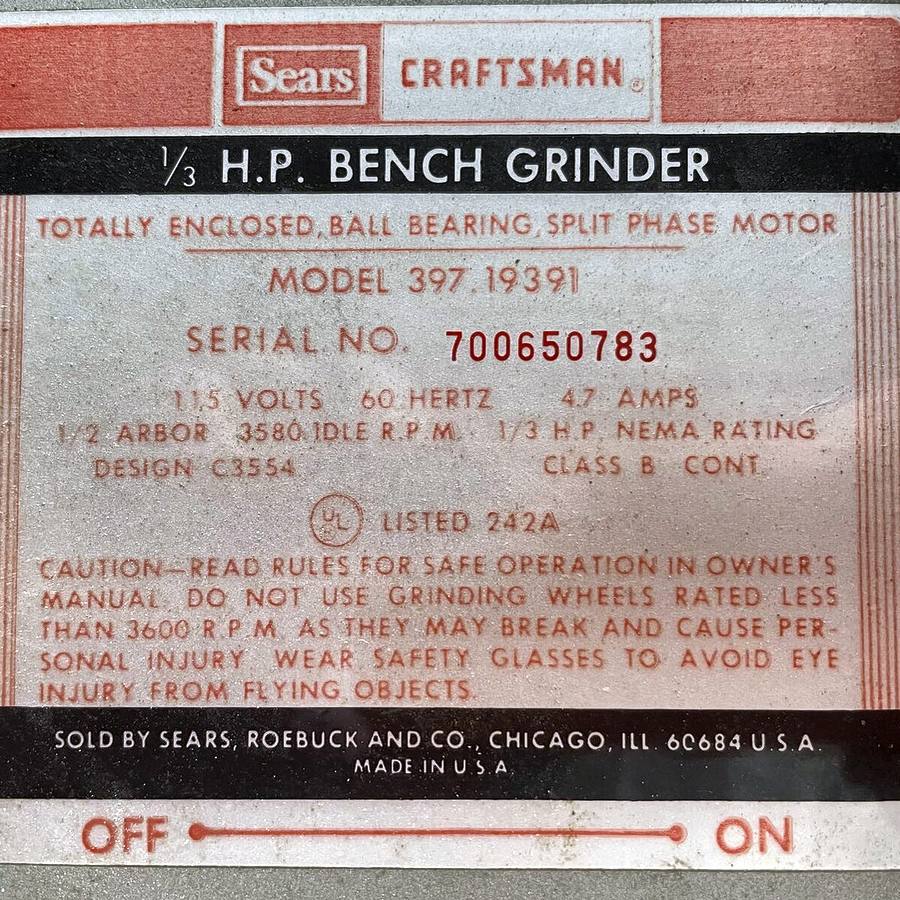 Sears CRAFTSMAN®
1/3 H.P. BENCH GRINDER
TOTALLY ENCLOSED, BALL BEARING, SPLIT PHASE MOTOR
MODEL 397.19391
SERIAL NO. 700650783
115 VOLTS 60 HERTZ 4.7 AMPS
1/2 ARBOR 3580 IDLE R.P.M. 1/3 H.P. NEMA RATING
DESIGN C3554 CLASS B CONT.
UL LISTED 242A
CAUTION—READ RULES FOR SAFE OPERATION IN OWNER'S
MANUAL. DO NOT USE GRINDING WHEELS RATED LESS
THAN 3600 R.P.M. AS THEY MAY BREAK AND CAUSE PER-
SONAL INJURY. WEAR SAFETY GLASSES TO AVOID EYE
INJURY FROM FLYING OBJECTS.
SOLD BY SEARS, ROEBUCK AND CO., CHICAGO, ILL. 60684 U.S.A.
MADE IN U.S.A.
OFF ON